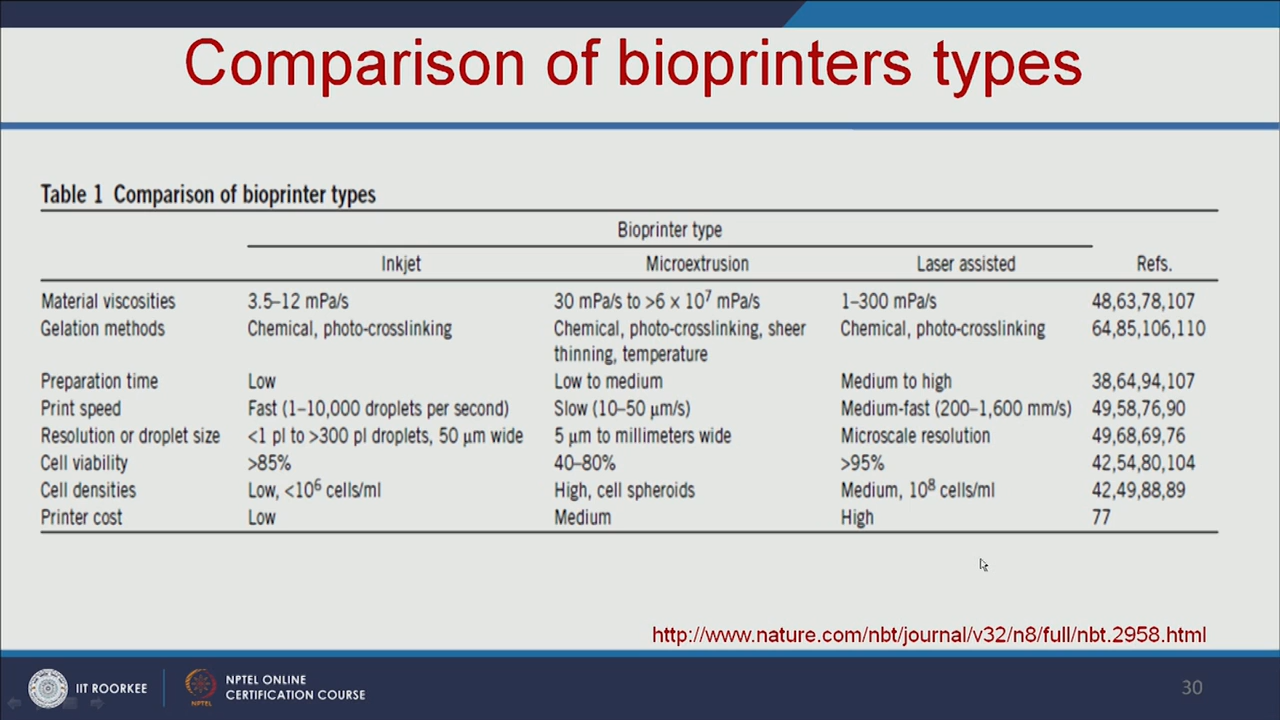 Comparison of bioprinters types
Table 1 Comparison of bioprinter types
Bioprinter type
Inkjet Microextrusion Laser assisted Refs.
Material viscosities 3.5–12 mPa/s 30 mPa/s to >6 × 10⁷ mPa/s 1–300 mPa/s 48,63,78,107
Gelation methods Chemical, photo-crosslinking Chemical, photo-crosslinking, sheer thinning, temperature Chemical, photo-crosslinking 64,85,106,110
Preparation time Low Low to medium Medium to high 38,64,94,107
Print speed Fast (1–10,000 droplets per second) Slow (10–50 μm/s) Medium-fast (200–1,600 mm/s) 49,58,76,90
Resolution or droplet size <1 pl to >300 pl droplets, 50 μm wide 5 μm to millimeters wide Microscale resolution 49,68,69,76
Cell viability >85% 40–80% >95% 42,54,80,104
Cell densities Low, <10⁶ cells/ml High, cell spheroids Medium, 10⁸ cells/ml 42,49,88,89
Printer cost Low Medium High 77
http://www.nature.com/nbt/journal/v32/n8/full/nbt.2958.html
IIT ROORKEE
NPTEL
NPTEL ONLINE
CERTIFICATION COURSE
30